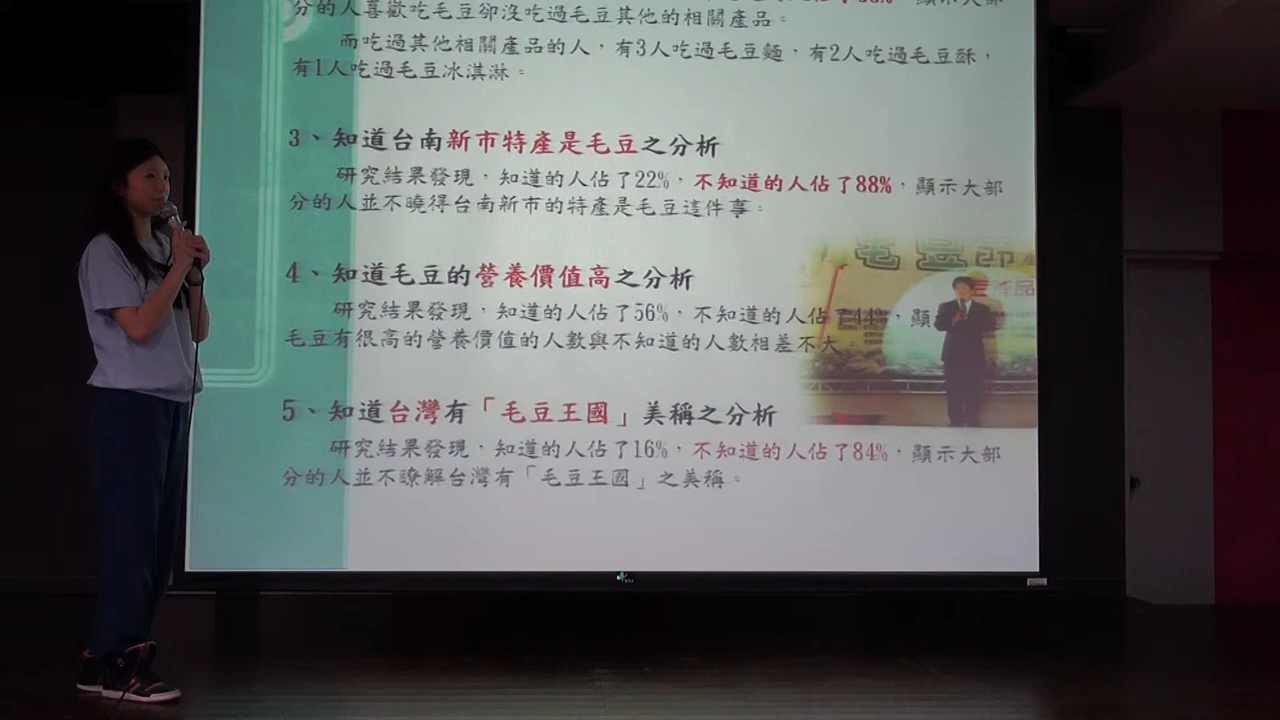 分的人喜歡吃毛豆卻沒吃過毛豆其他的相關產品。
而吃過其他相關產品的人，有3人吃過毛豆麵，有2人吃過毛豆酥，
有1人吃過毛豆冰淇淋。
3、知道台南新市特產是毛豆之分析
研究結果發現，知道的人佔了22%，不知道的人佔了88%，顯示大部
分的人並不曉得台南新市的特產是毛豆這件事。
4、知道毛豆的營養價值高之分析
研究結果發現，知道的人佔了56%，不知道的人佔了44%，顯
毛豆有很高的營養價值的人數與不知道的人數相差不大。
5、知道台灣有「毛豆王國」美稱之分析
研究結果發現，知道的人佔了16%，不知道的人佔了84%，顯示大部
分的人並不瞭解台灣有「毛豆王國」之美稱。